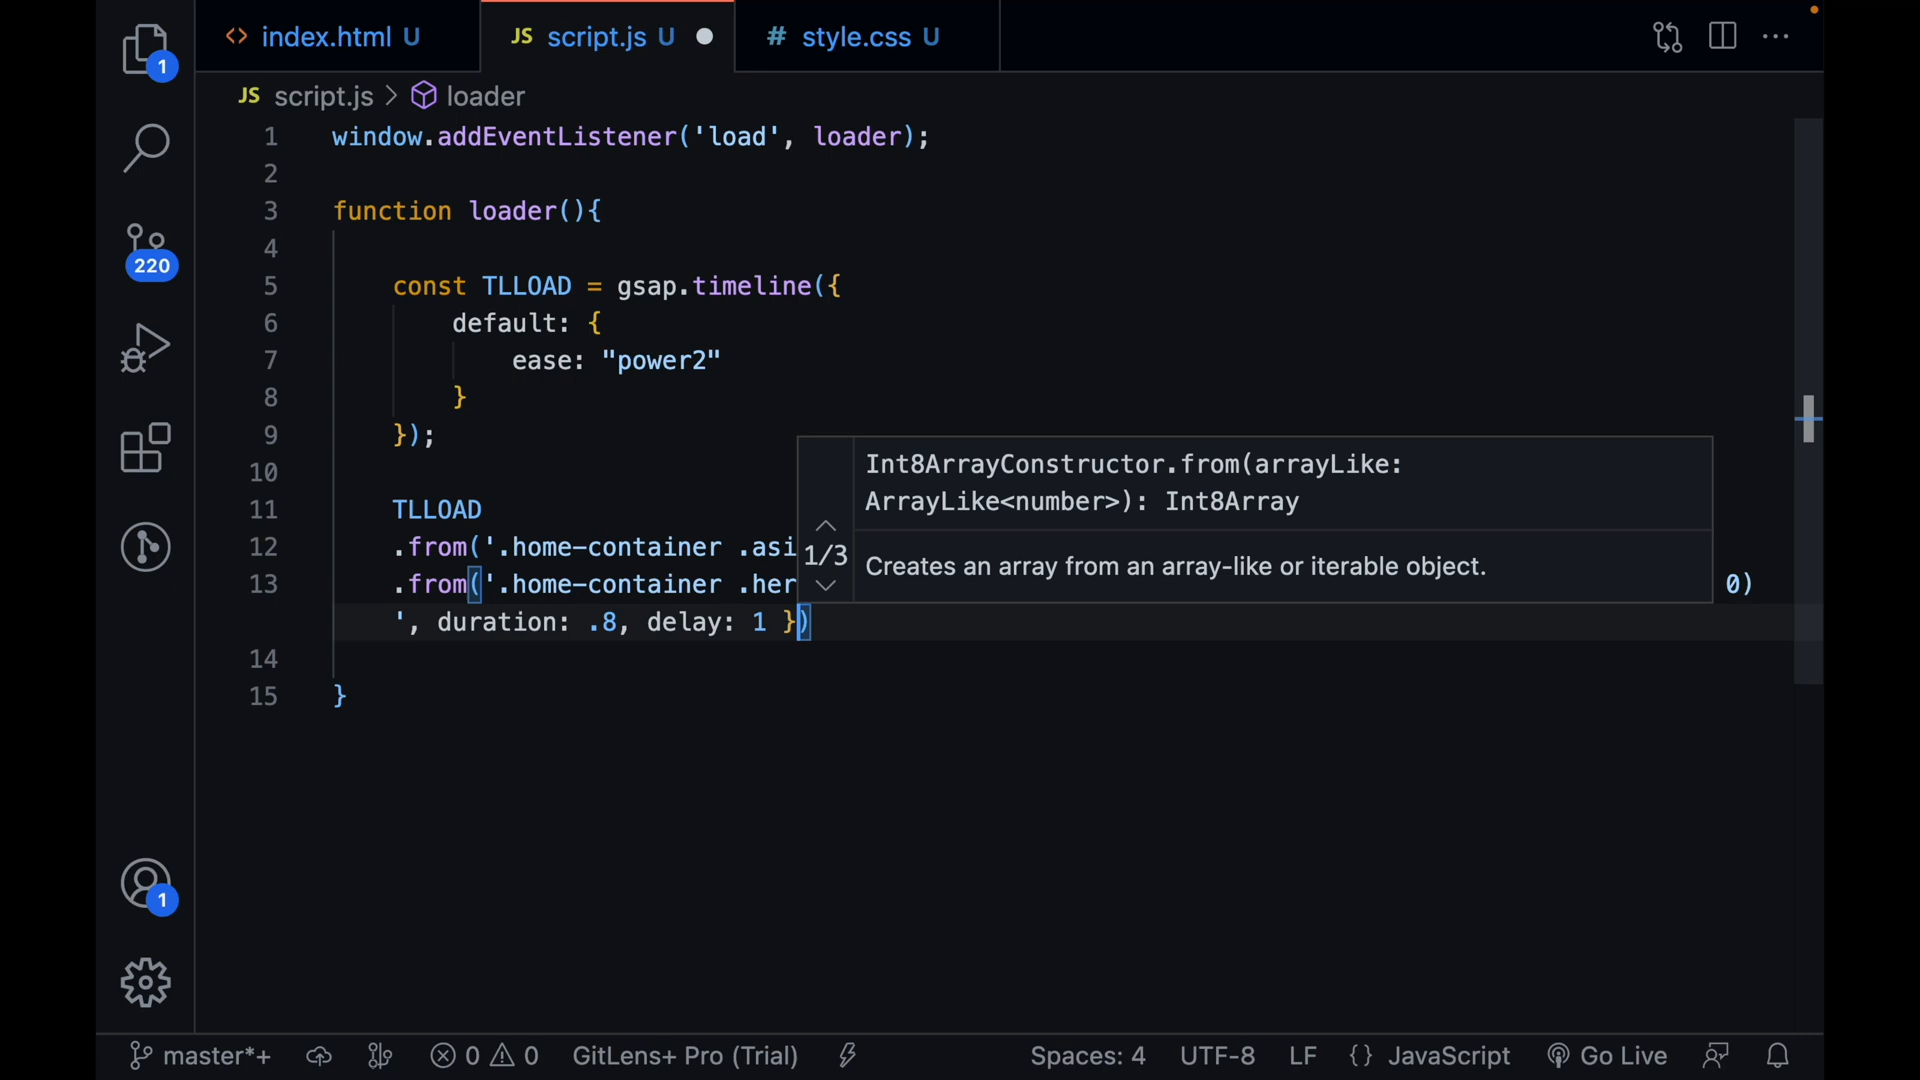 index.html U
JS script.js U
# style.css U
1
JS script.js > loader
1 window.addEventListener('load', loader);
2
3 function loader(){
220
4
5 const TLLOAD = gsap.timeline({
6 default: {
7 ease: "power2"
8 }
9 });
10
11 TLLOAD
12 .from('.home-container .asi
13 .from('.home-container .her
0)
', duration: .8, delay: 1 })
14
15 }
Int8ArrayConstructor.from(arrayLike:
ArrayLike<number>): Int8Array
1/3
Creates an array from an array-like or iterable object.
1
master*+
0
0
GitLens+ Pro (Trial)
Spaces: 4
UTF-8
LF
{} JavaScript
Go Live